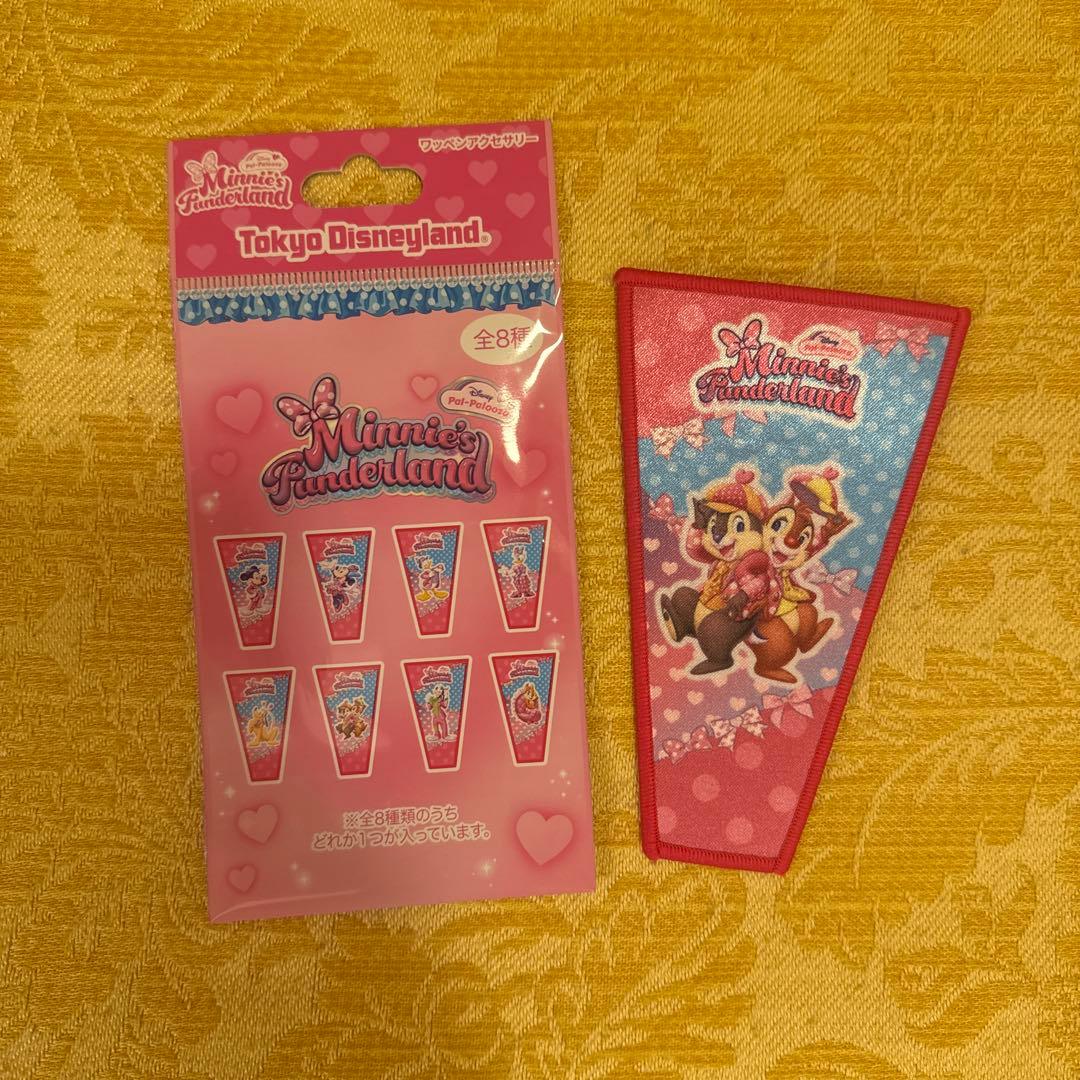 Disney
Pal-Palooza
Minnie's
Funderland
ワッペンアクセサリー
Tokyo Disneyland®
全8種
Disney
Pal-Palooza
Minnie's
Funderland
※全8種類のうち
どれか1つが入っています。
Disney
Pal-Palooza
Minnie's
Funderland